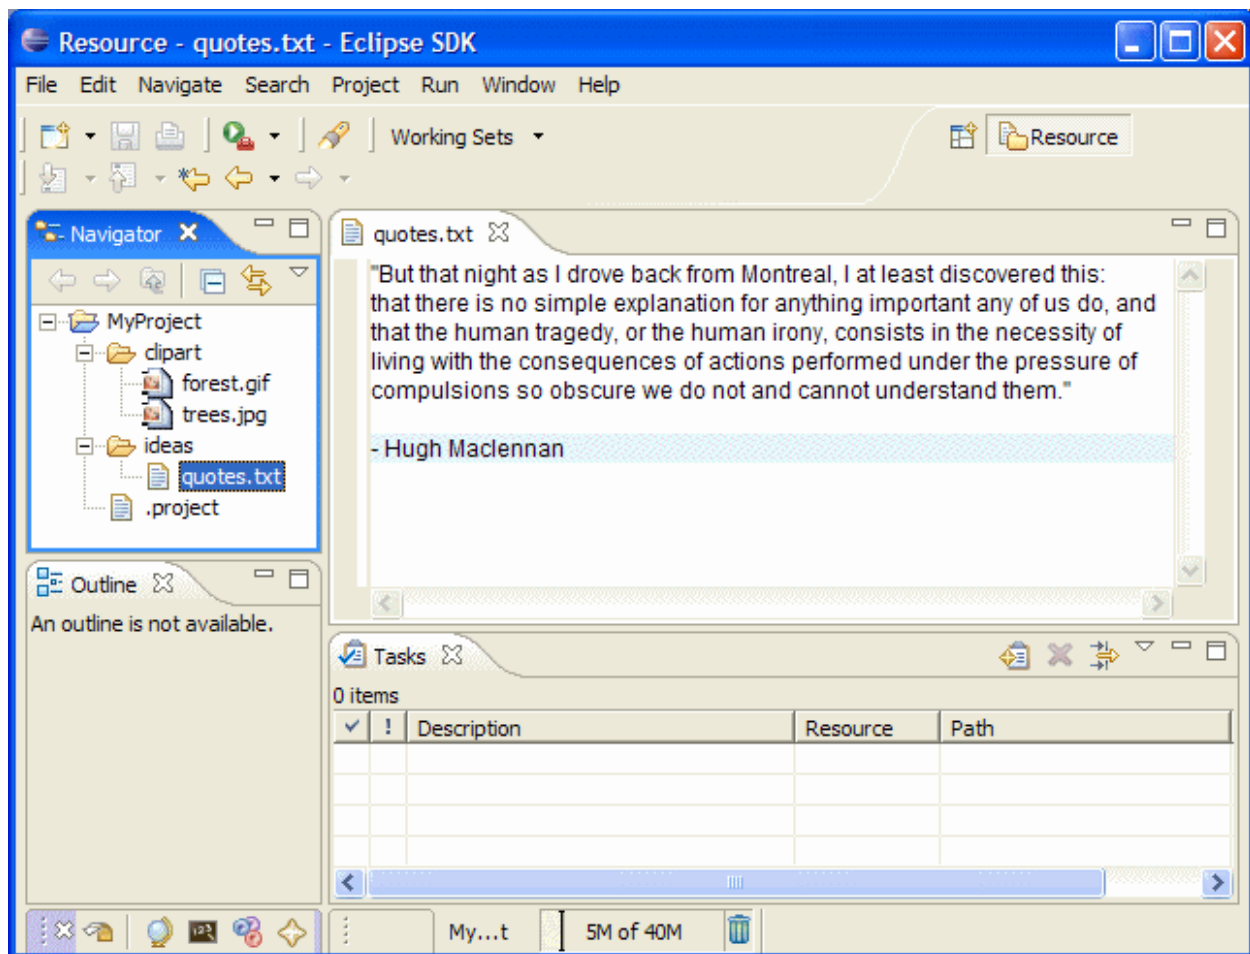 Resource - quotes.txt - Eclipse SDK
File Edit Navigate Search Project Run Window Help
Working Sets
Resource
Navigator
MyProject
clipart
forest.gif
trees.jpg
ideas
quotes.txt
.project
quotes.txt
"But that night as I drove back from Montreal, I at least discovered this:
that there is no simple explanation for anything important any of us do, and
that the human tragedy, or the human irony, consists in the necessity of
living with the consequences of actions performed under the pressure of
compulsions so obscure we do not and cannot understand them."
- Hugh Maclennan
Outline
An outline is not available.
Tasks
0 items
! Description Resource Path
My...t 5M of 40M